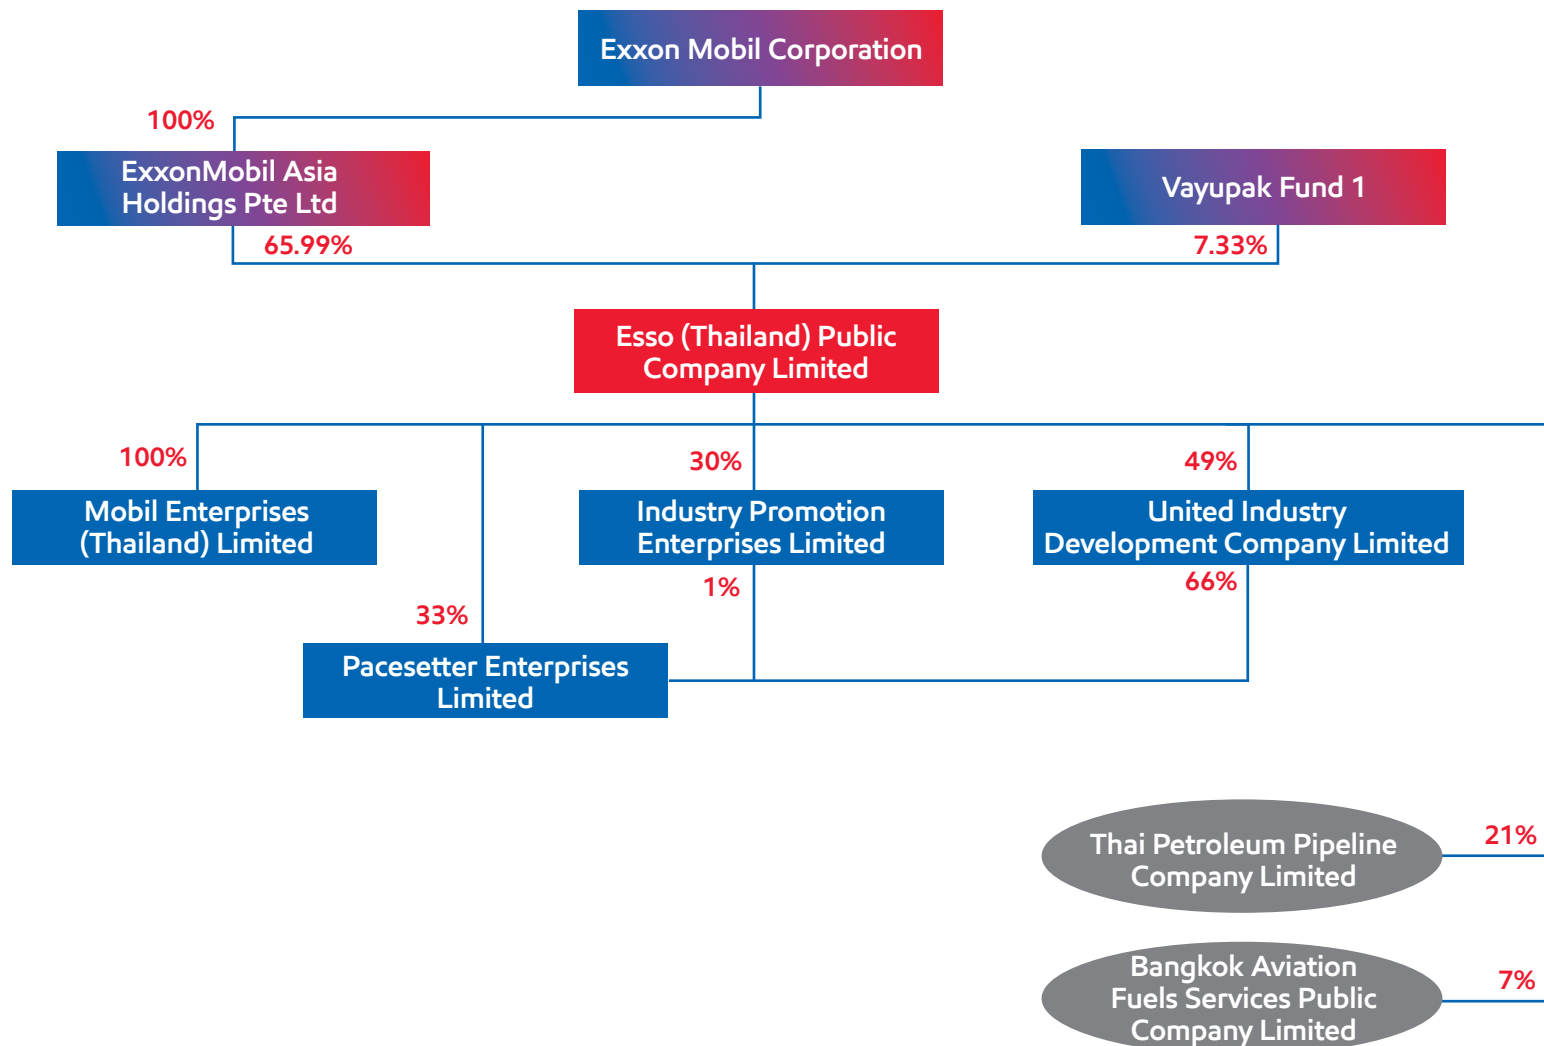 Exxon Mobil Corporation
100%
ExxonMobil Asia
Holdings Pte Ltd
Vayupak Fund 1
65.99%
7.33%
Esso (Thailand) Public
Company Limited
100%
30%
49%
Mobil Enterprises
(Thailand) Limited
Industry Promotion
Enterprises Limited
United Industry
Development Company Limited
1%
66%
33%
Pacesetter Enterprises
Limited
Thai Petroleum Pipeline
Company Limited
21%
Bangkok Aviation
Fuels Services Public
Company Limited
7%